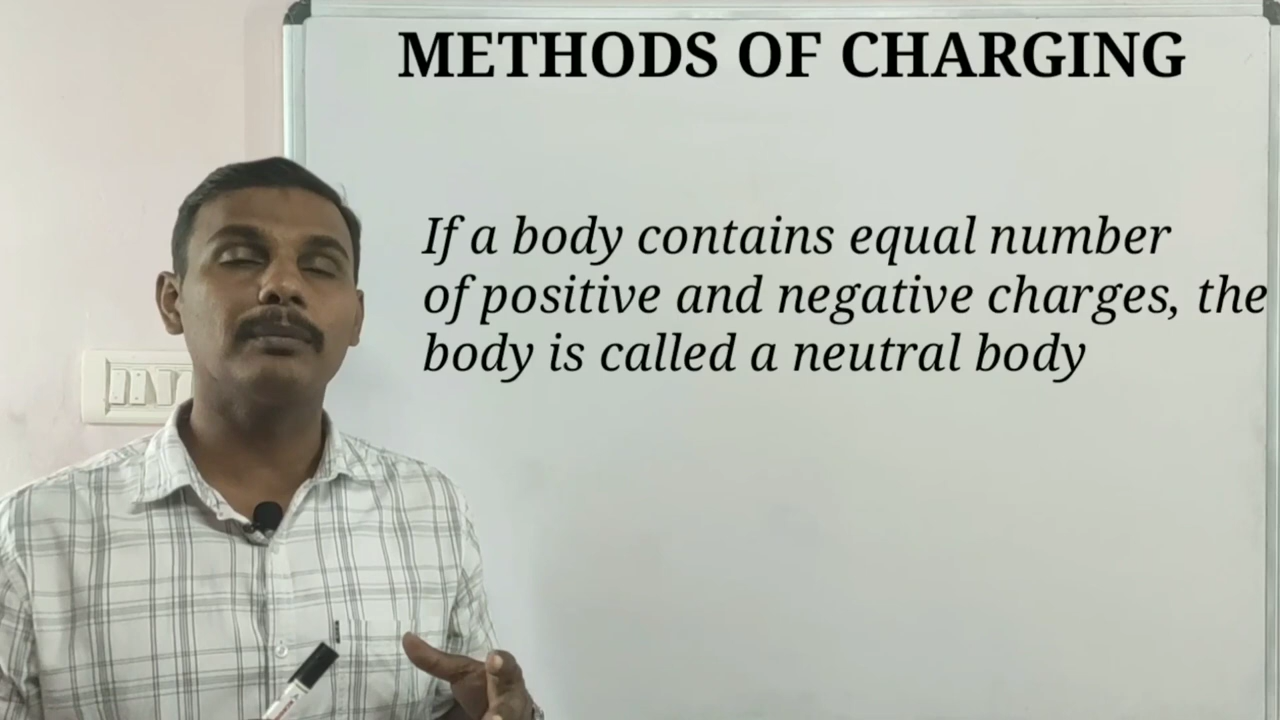 METHODS OF CHARGING
If a body contains equal number
of positive and negative charges, the
body is called a neutral body